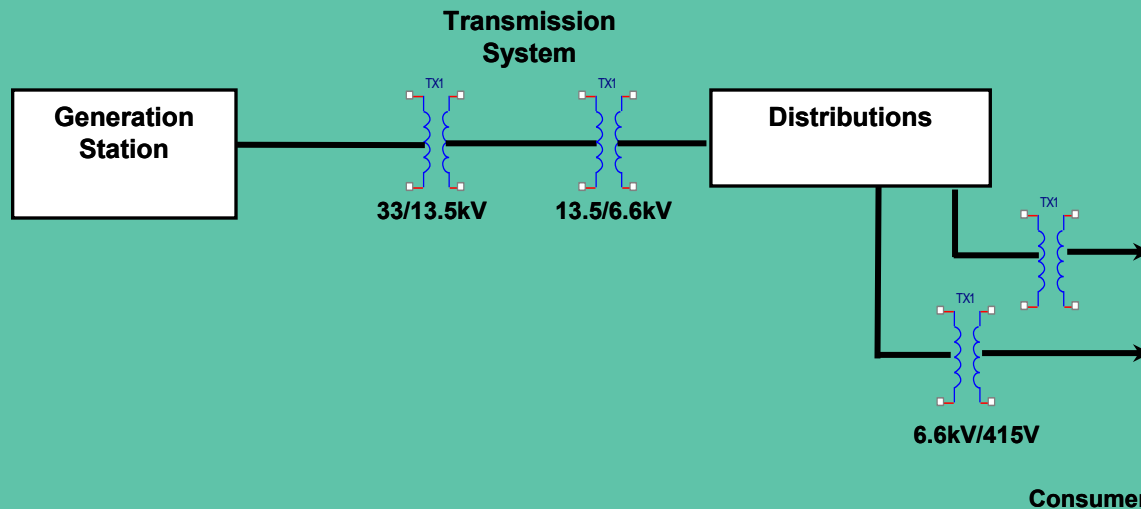 Transmission
System
TX1
TX1
Generation
Station
Distributions
33/13.5kV
13.5/6.6kV
TX1
TX1
6.6kV/415V
Consumer